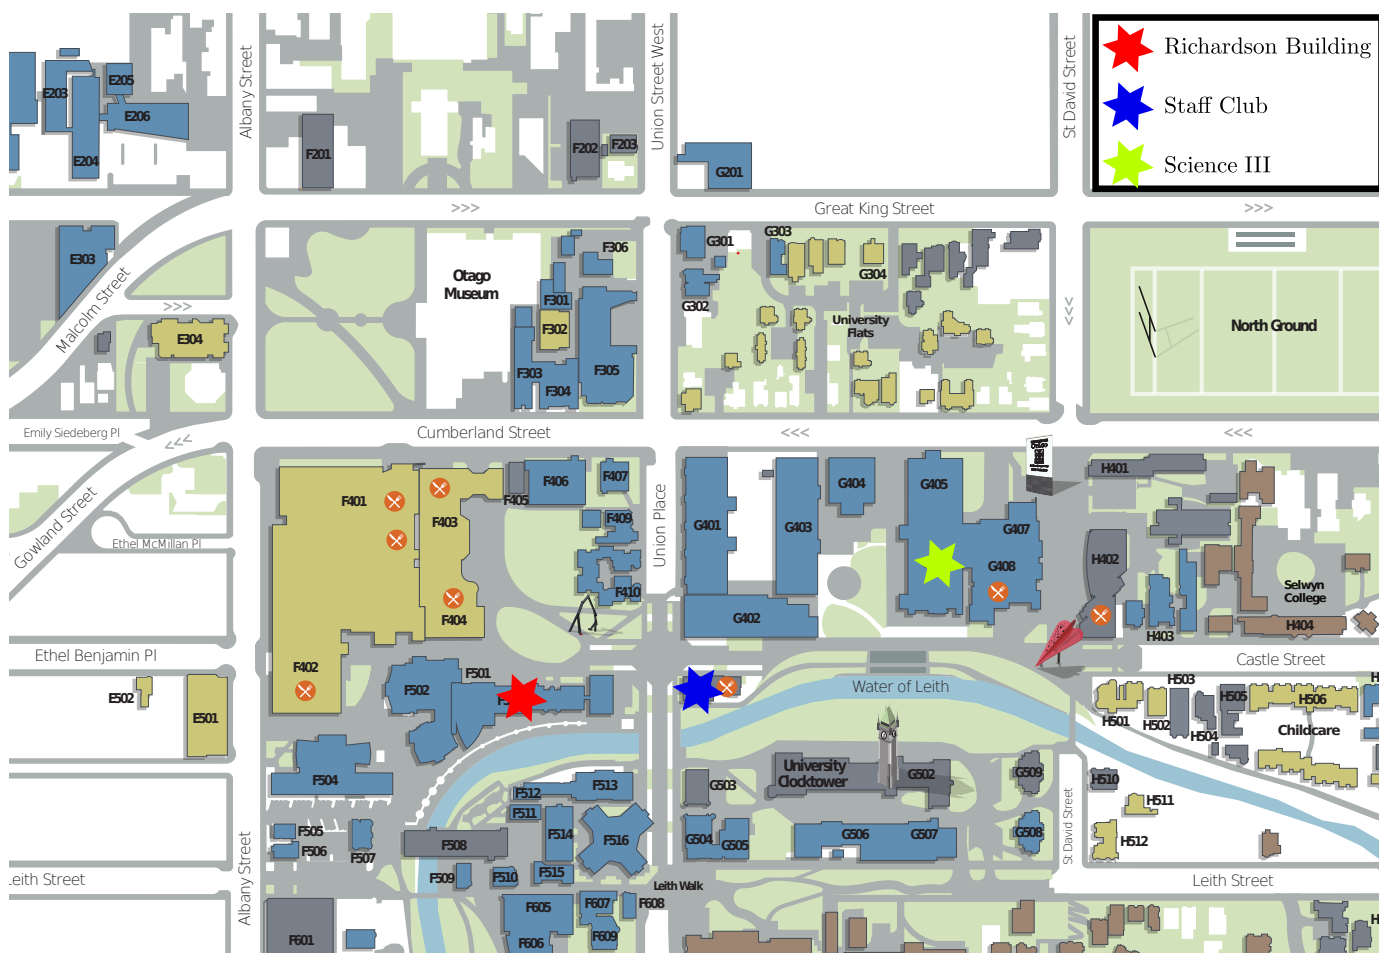 Richardson Building
Staff Club
Science III
Albany Street
Union Street West
St David Street
E203
E205
E206
E204
F201
F202
F203
G201
>>>
Great King Street
>>>
E303
Malcolm Street
>>>
E304
Otago
Museum
F306
F301
F302
F303
F304
F305
G301
G302
G303
G304
University
Flats
<<<
North Ground
Emily Siedeberg Pl
<<<
Cumberland Street
<<<
<<<
Gowland Street
Ethel McMillan Pl
F401
F403
F405
F406
F407
F409
F410
F404
F402
Union Place
G401
G403
G404
G405
G407
G408
G402
H401
H402
H403
H404
Selwyn
College
Ethel Benjamin Pl
Castle Street
E502
E501
F501
F502
F504
Water of Leith
H501
H502
H503
H504
H505
H506
Childcare
University
Clocktower
G502
G503
G509
H510
H511
H512
F505
F506
F507
F508
F512
F513
F511
F514
F516
F509
F510
F515
G504
G505
G506
G507
G508
St David Street
Leith Street
Leith Walk
Leith Street
Albany Street
F601
F605
F606
F607
F608
F609